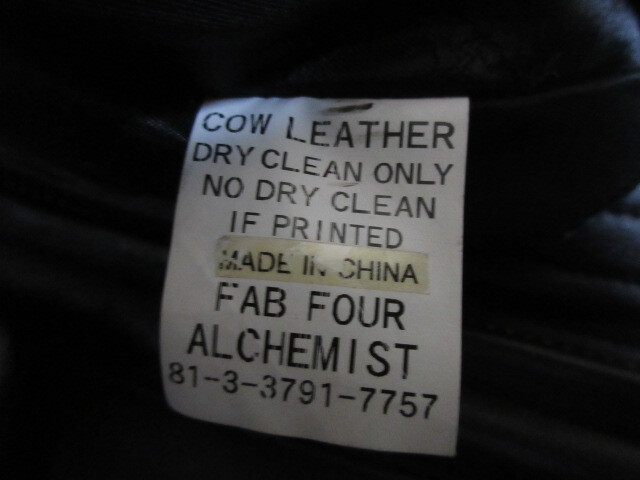 COW LEATHER
DRY CLEAN ONLY
NO DRY CLEAN
IF PRINTED
MADE IN CHINA
FAB FOUR
ALCHEMIST
81-3-3791-7757